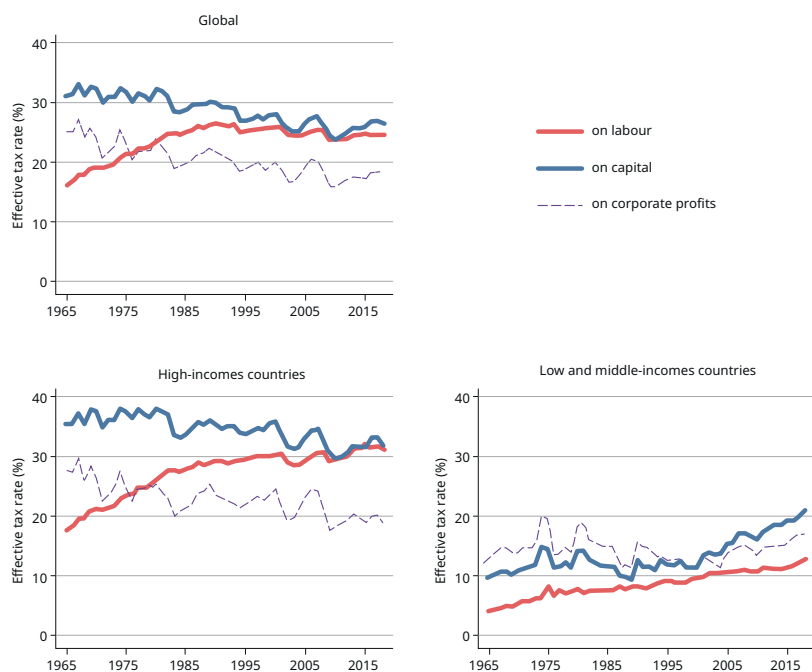 Global
Effective tax rate (%)
40
30
20
10
0
1965 1975 1985 1995 2005 2015
on labour
on capital
on corporate profits
High-incomes countries
Effective tax rate (%)
40
30
20
10
0
1965 1975 1985 1995 2005 2015
Low and middle-incomes countries
Effective tax rate (%)
40
30
20
10
0
1965 1975 1985 1995 2005 2015